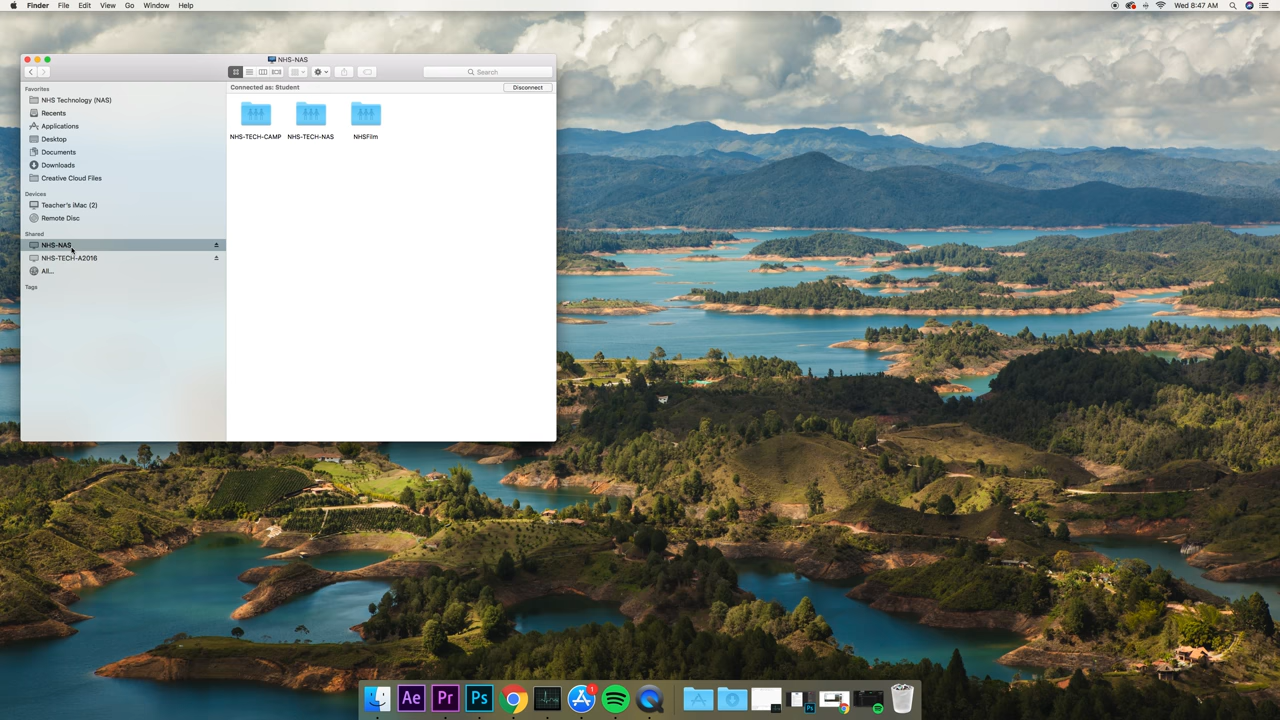 Finder File Edit View Go Window Help
Wed 8:47 AM
NHS-NAS
Search
Favorites
NHS Technology (NAS)
Recents
Applications
Desktop
Documents
Downloads
Creative Cloud Files
Devices
Teacher's iMac (2)
Remote Disc
Shared
NHS-NAS
NHS-TECH-A2016
All...
Tags
Connected as: Student
Disconnect
NHS-TECH-CAMP NHS-TECH-NAS NHSFilm
Ae Pr Ps 1